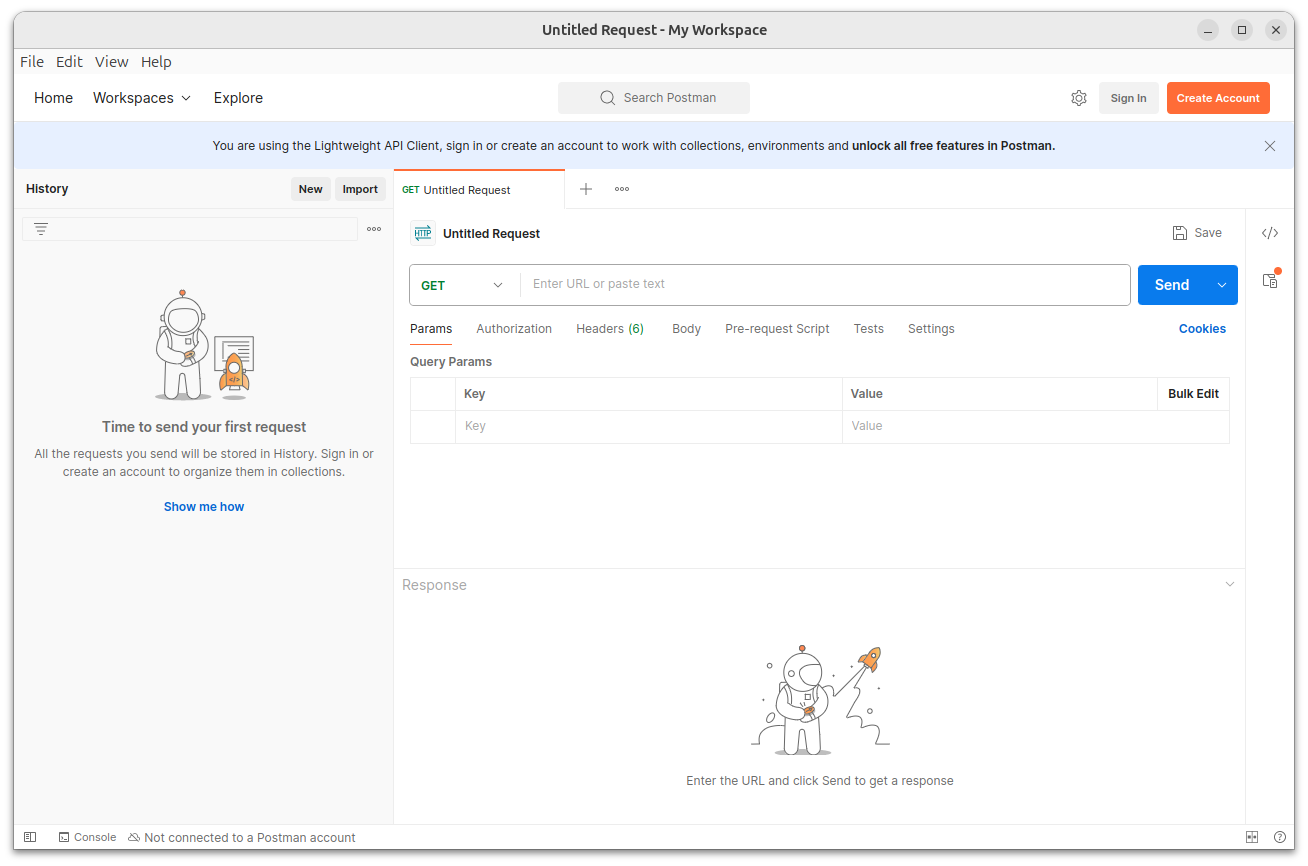 Untitled Request - My Workspace
File Edit View Help
Home Workspaces Explore Search Postman Sign In Create Account
You are using the Lightweight API Client, sign in or create an account to work with collections, environments and unlock all free features in Postman.
History New Import GET Untitled Request
HTTP Untitled Request Save </>
GET Enter URL or paste text Send
Params Authorization Headers (6) Body Pre-request Script Tests Settings Cookies
Query Params
Key Value Bulk Edit
Key Value
</>
Time to send your first request
All the requests you send will be stored in History. Sign in or
create an account to organize them in collections.
Show me how
Response
Enter the URL and click Send to get a response
Console Not connected to a Postman account ?